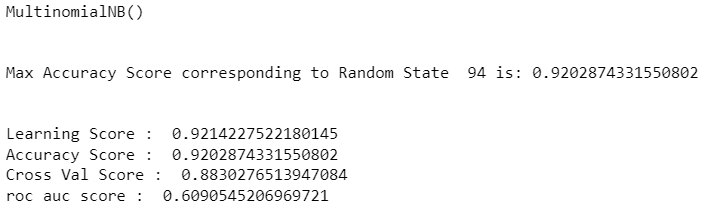 MultinomialNB()
Max Accuracy Score corresponding to Random State  94 is: 0.9202874331550802
Learning Score :  0.9214227522180145
Accuracy Score :  0.9202874331550802
Cross Val Score :  0.8830276513947084
roc auc score :  0.6090545206969721